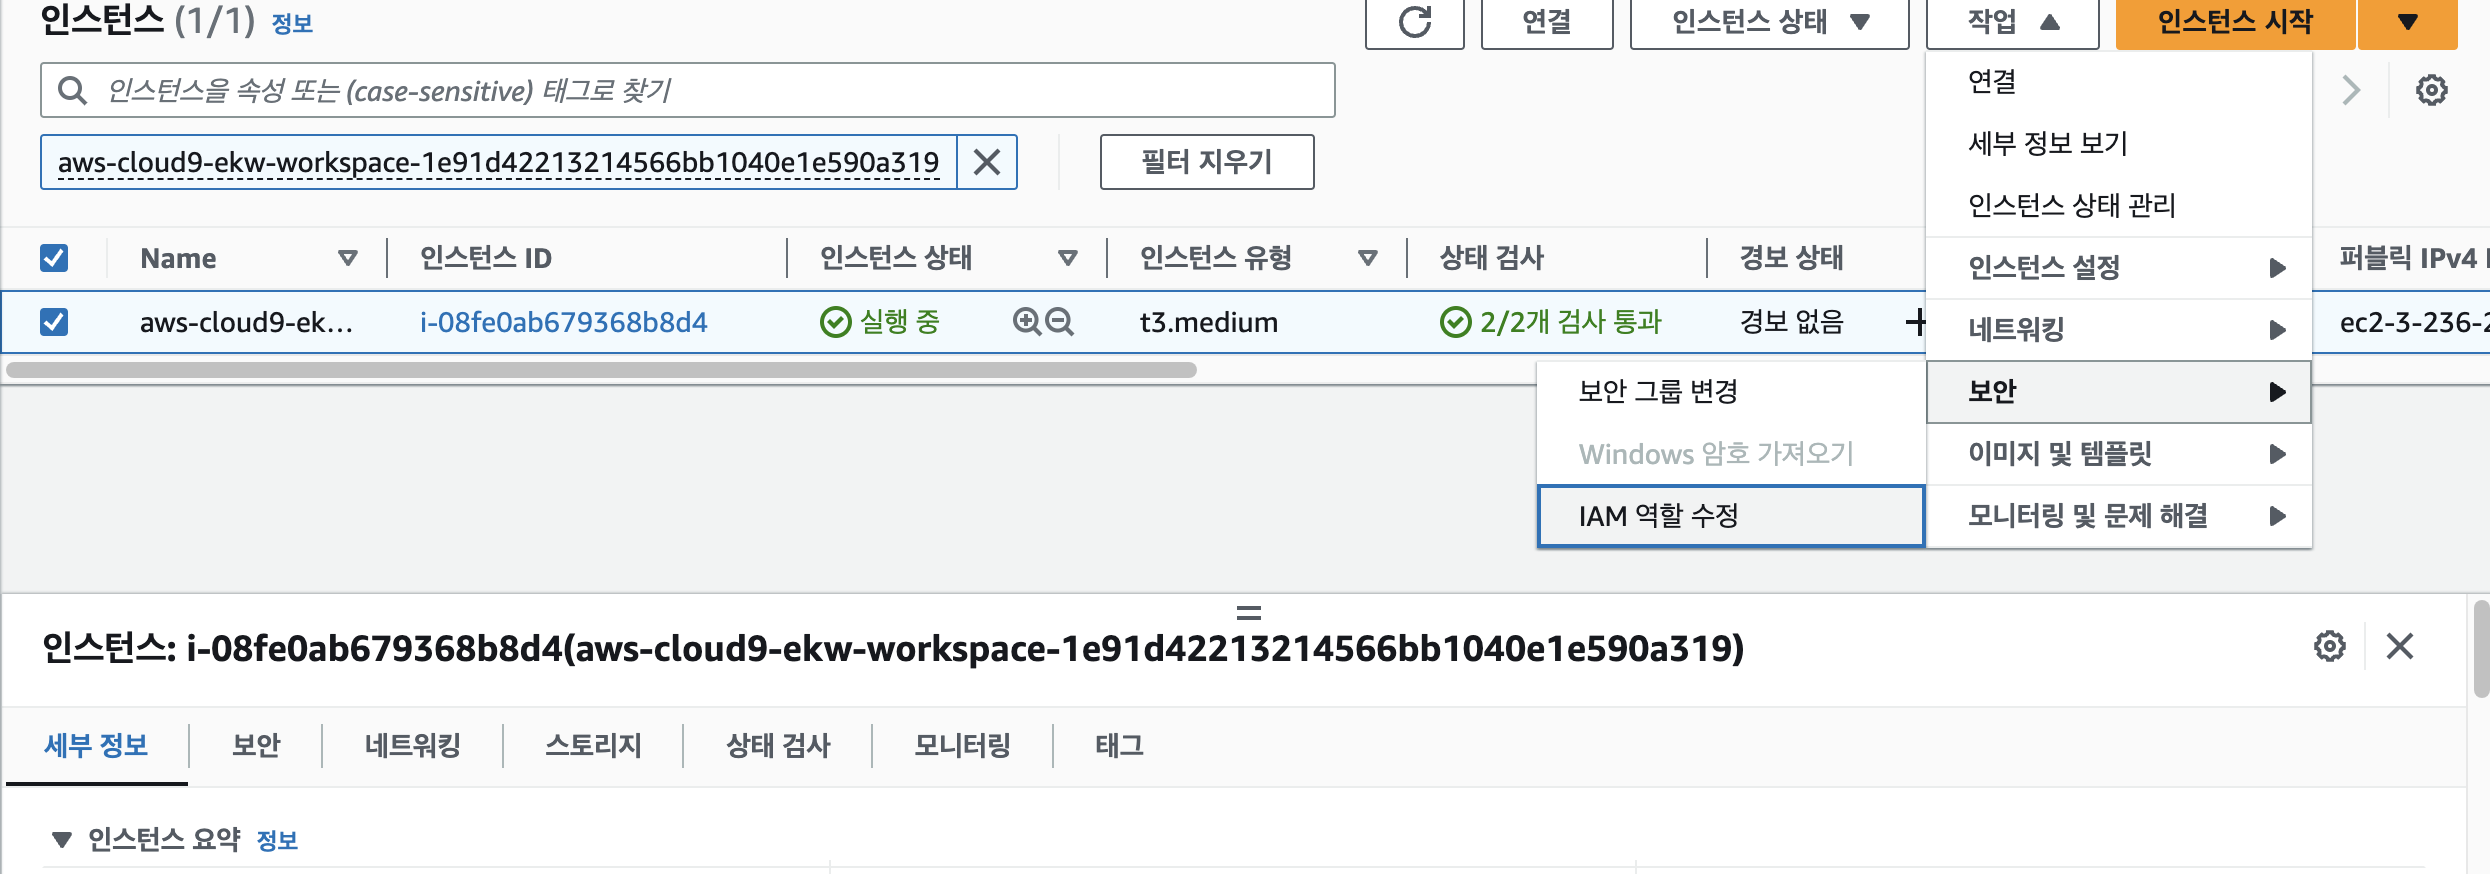 인스턴스 (1/1) 정보
연결
인스턴스 상태
작업
인스턴스 시작
인스턴스을 속성 또는 (case-sensitive) 태그로 찾기
aws-cloud9-ekw-workspace-1e91d42213214566bb1040e1e590a319
필터 지우기
연결
세부 정보 보기
인스턴스 상태 관리
인스턴스 설정
네트워킹
보안
이미지 및 템플릿
모니터링 및 문제 해결
Name
인스턴스 ID
인스턴스 상태
인스턴스 유형
상태 검사
경보 상태
퍼블릭 IPv4
aws-cloud9-ek...
i-08fe0ab679368b8d4
실행 중
t3.medium
2/2개 검사 통과
경보 없음
ec2-3-236-2
보안 그룹 변경
Windows 암호 가져오기
IAM 역할 수정
인스턴스: i-08fe0ab679368b8d4(aws-cloud9-ekw-workspace-1e91d42213214566bb1040e1e590a319)
세부 정보
보안
네트워킹
스토리지
상태 검사
모니터링
태그
인스턴스 요약 정보